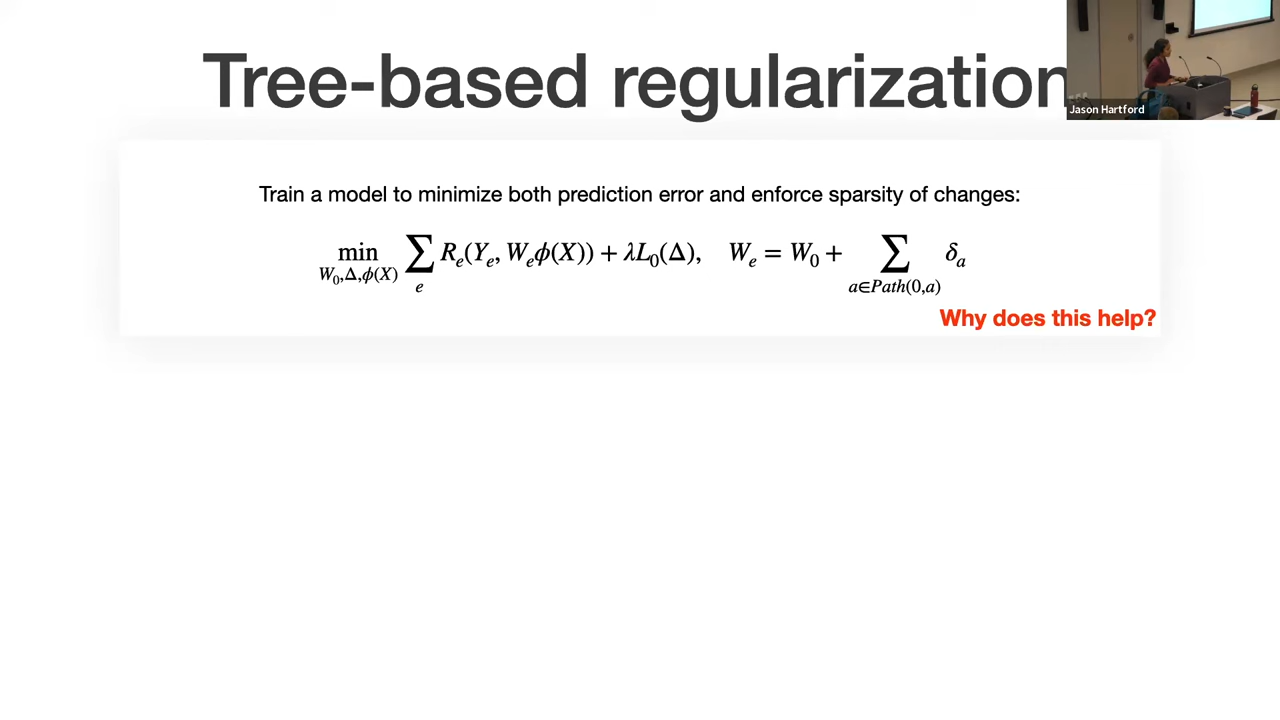 Tree-based regularization
Jason Hartford
Train a model to minimize both prediction error and enforce sparsity of changes:
min_{W_0,Δ,ϕ(X)} ∑_e R_e(Y_e, W_eϕ(X)) + λL_0(Δ), W_e = W_0 + ∑_{a∈Path(0,a)} δ_a
Why does this help?